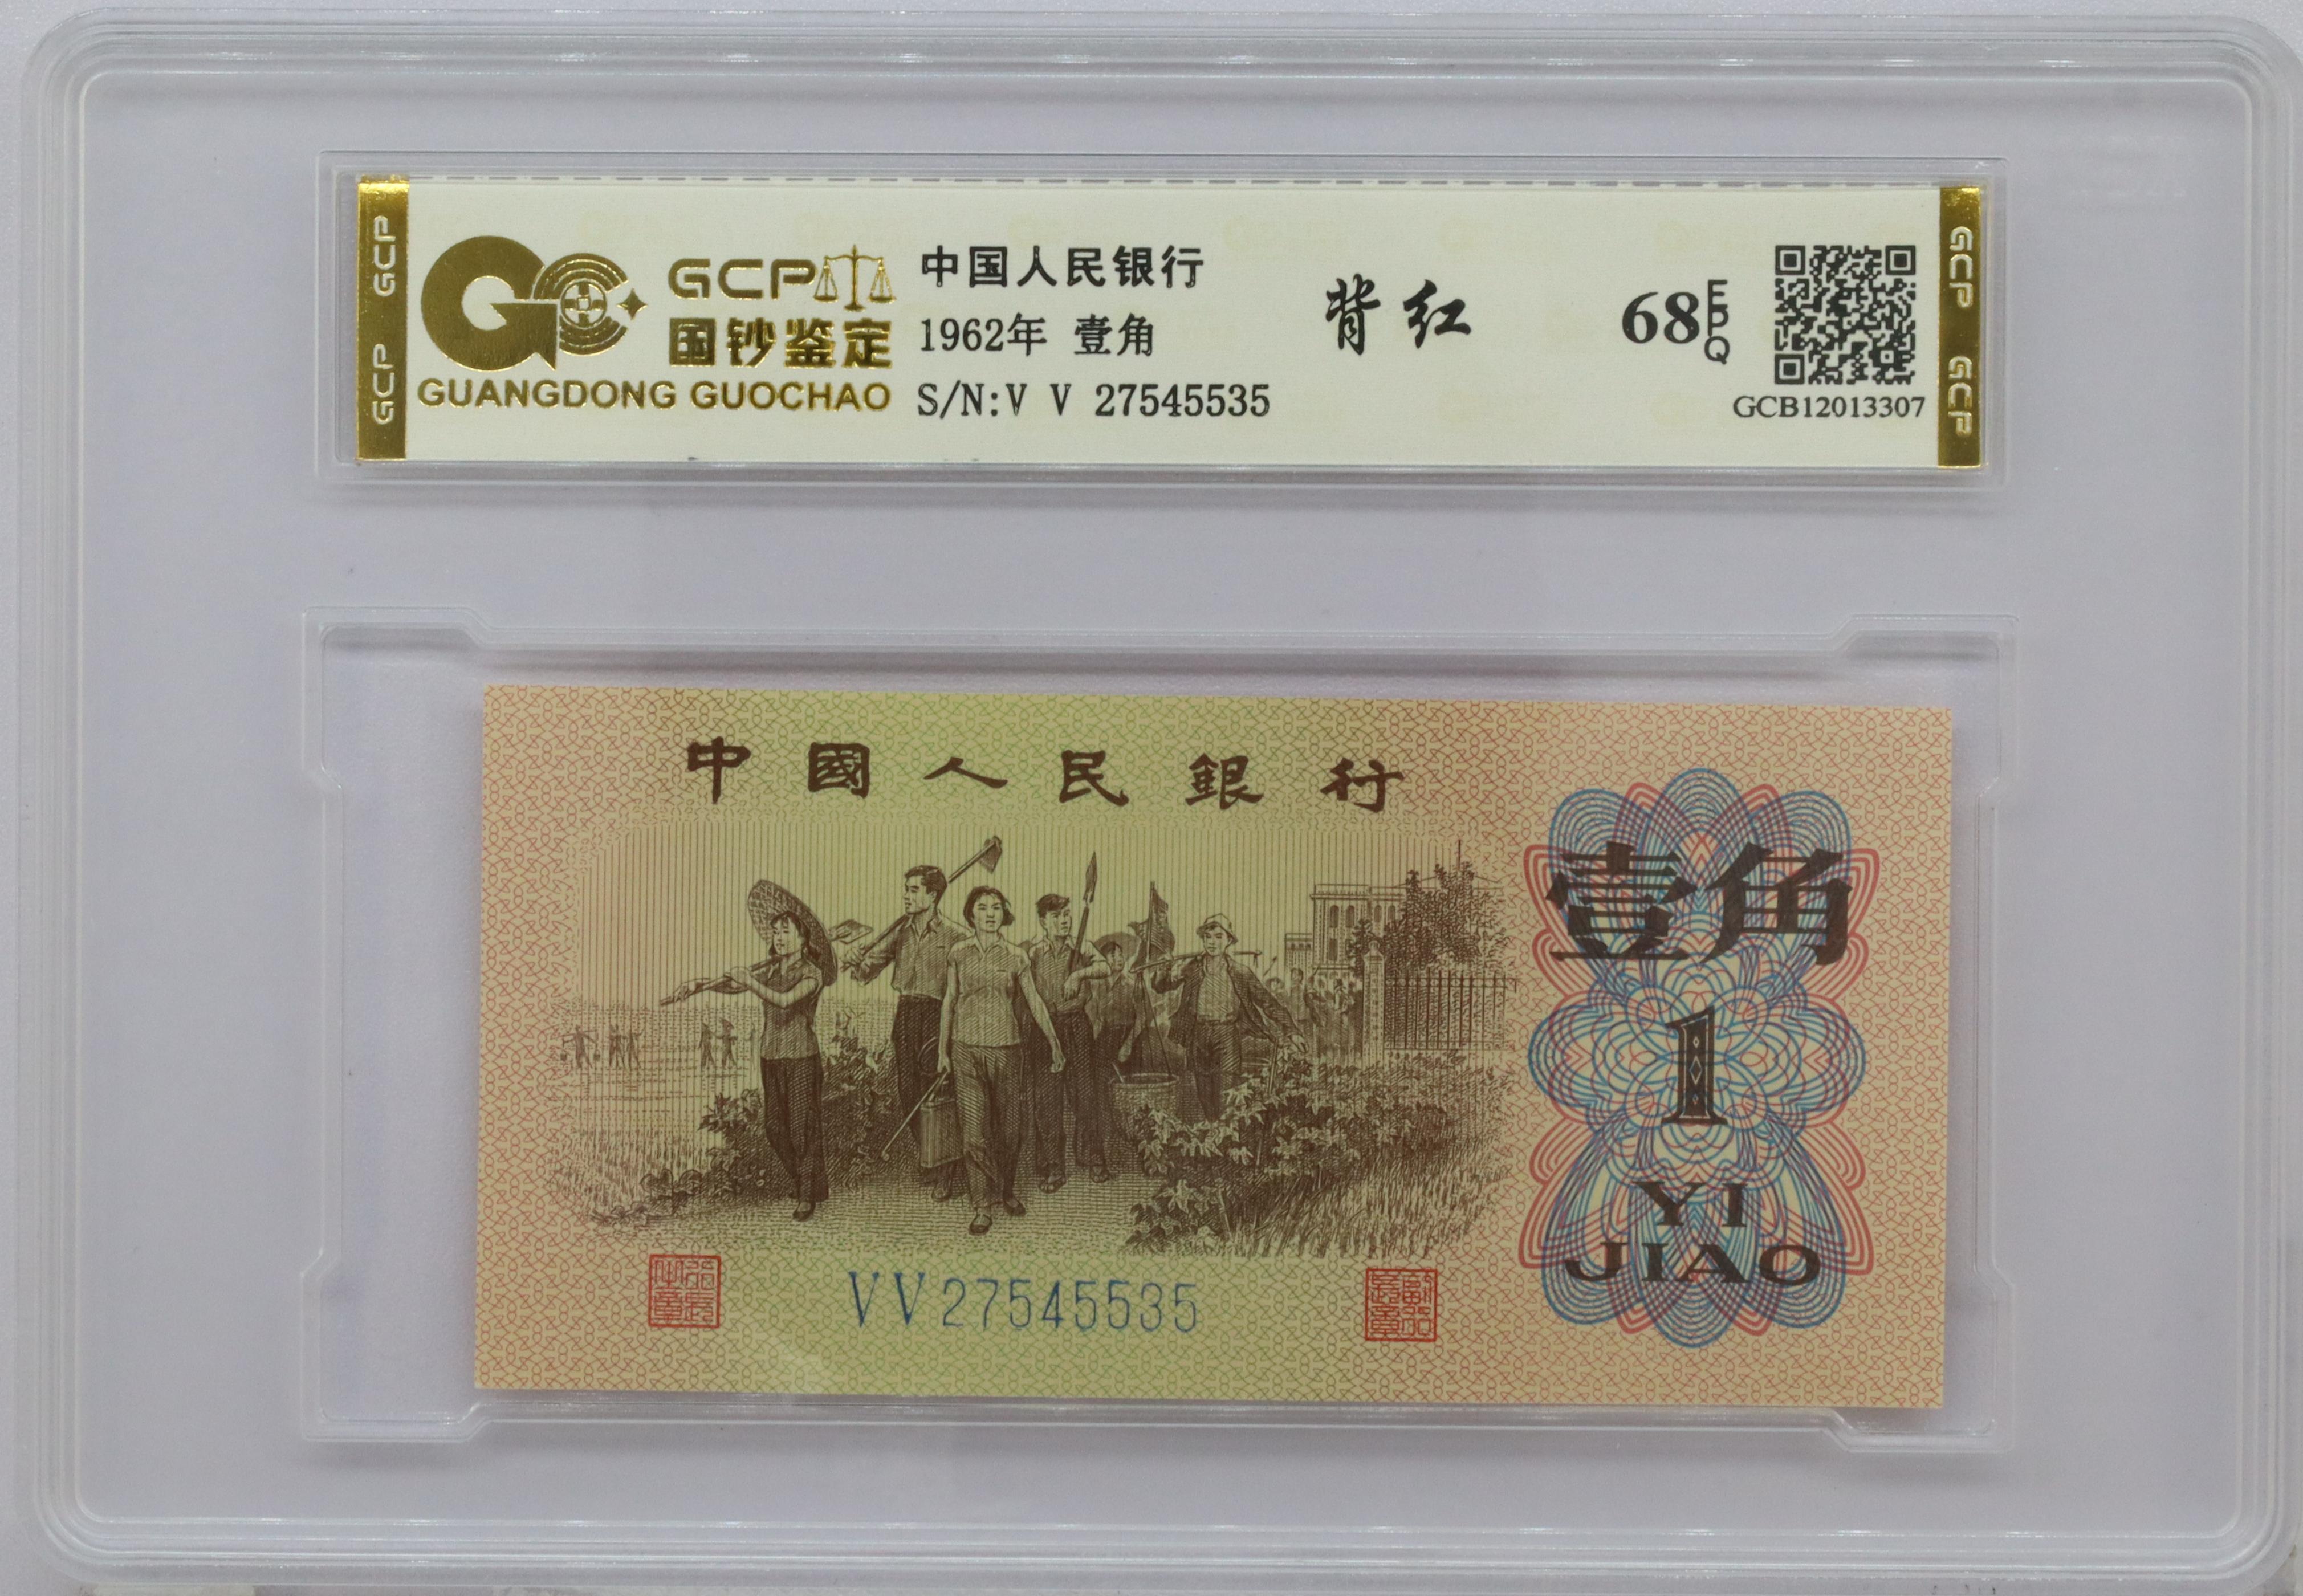 GCP
GCP
GCP
国钞鉴定
GUANGDONG GUOCHAO
中国人民银行
1962年 壹角
S/N:V V 27545535
背红
68 EPQ
GCB12013307
GCP
GCP
中國人民銀行
壹角
1
YI
JIAO
VV27545535